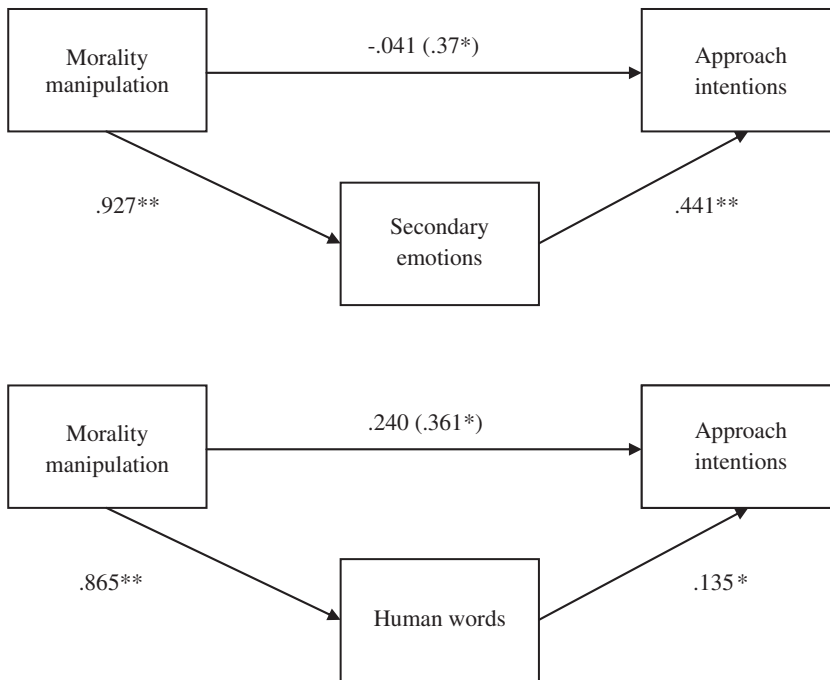 Morality
manipulation
-.041 (.37*)
Approach
intentions
.927**
Secondary
emotions
.441**
Morality
manipulation
.240 (.361*)
Approach
intentions
.865**
Human words
.135*